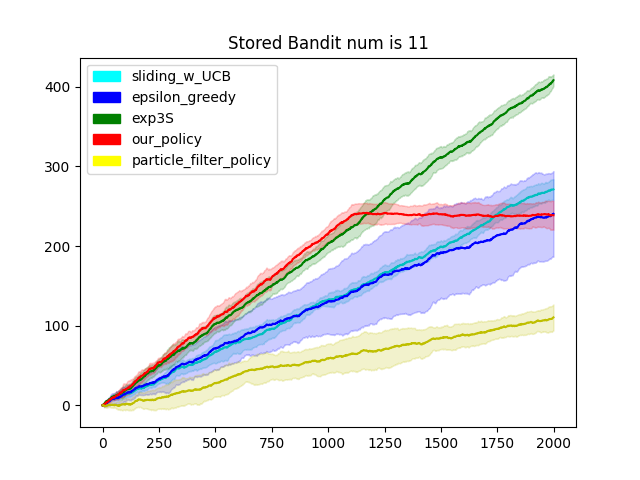 Stored Bandit num is 11
sliding_w_UCB
epsilon_greedy
exp3S
our_policy
particle_filter_policy
400
300
200
100
0
0 250 500 750 1000 1250 1500 1750 2000